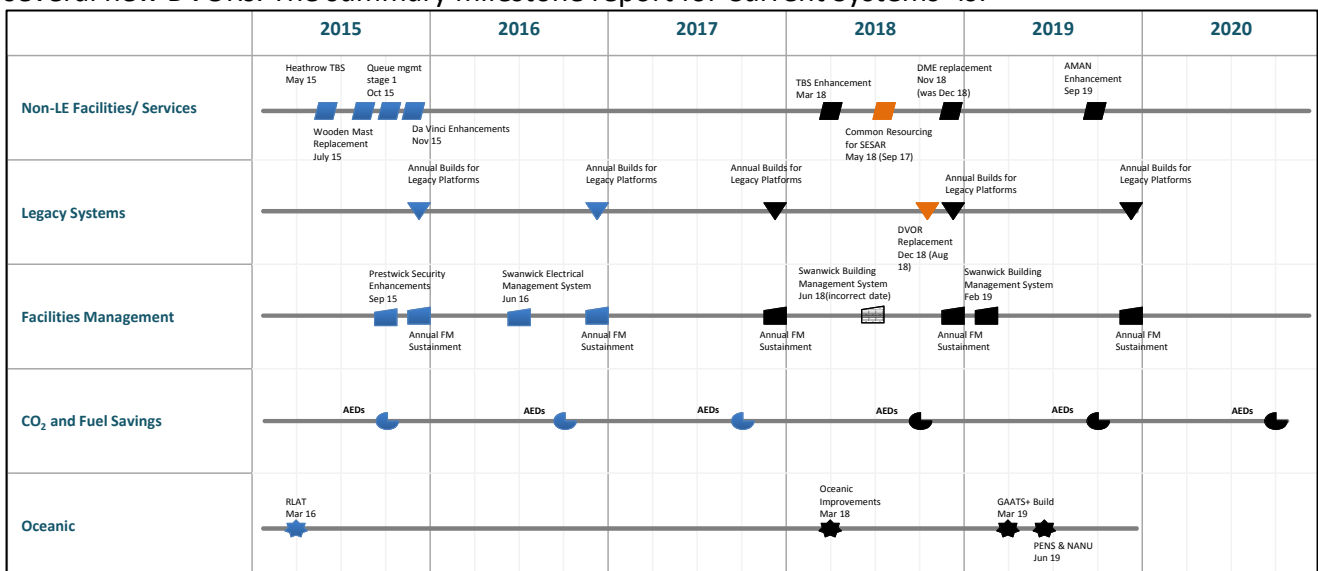 several new DVORs. The summary milestone report for 'Current Systems' is:
2015 2016 2017 2018 2019 2020
Non-LE Facilities/ Services
Heathrow TBS
May 15
Queue mgmt
stage 1
Oct 15
Wooden Mast
Replacement
July 15
Da Vinci Enhancements
Nov 15
TBS Enhancement
Mar 18
Common Resourcing
for SESAR
May 18 (Sep 17)
DME replacement
Nov 18
(was Dec 18)
AMAN
Enhancement
Sep 19
Legacy Systems
Annual Builds for
Legacy Platforms
Annual Builds for
Legacy Platforms
Annual Builds for
Legacy Platforms
DVOR
Replacement
Dec 18 (Aug
18)
Annual Builds for
Legacy Platforms
Annual Builds for
Legacy Platforms
Facilities Management
Prestwick Security
Enhancements
Sep 15
Annual FM
Sustainment
Swanwick Electrical
Management System
Jun 16
Annual FM
Sustainment
Annual FM
Sustainment
Swanwick Building
Management System
Jun 18(incorrect date)
Annual FM
Sustainment
Swanwick Building
Management System
Feb 19
Annual FM
Sustainment
CO₂ and Fuel Savings
AEDs
AEDs
AEDs
AEDs
AEDs
AEDs
Oceanic
RLAT
Mar 16
Oceanic
Improvements
Mar 18
GAATS+ Build
Mar 19
PENS & NANU
Jun 19